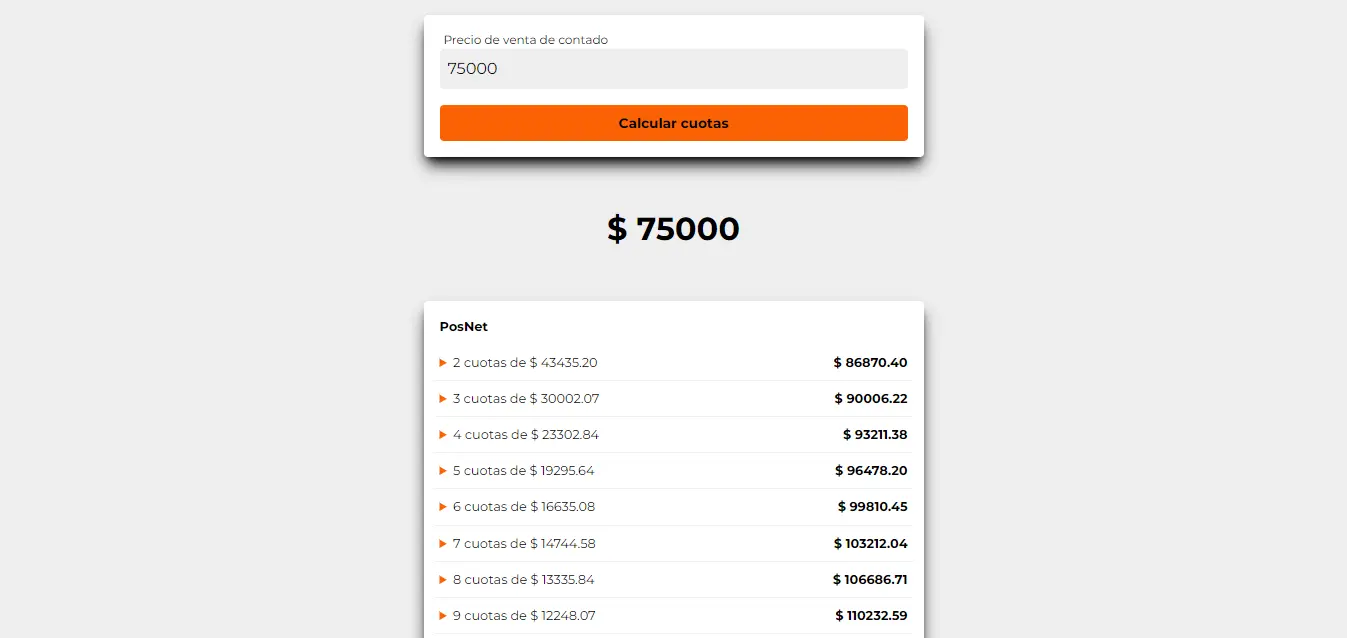 Precio de venta de contado
75000
Calcular cuotas
$ 75000
PosNet
2 cuotas de $ 43435.20 $ 86870.40
3 cuotas de $ 30002.07 $ 90006.22
4 cuotas de $ 23302.84 $ 93211.38
5 cuotas de $ 19295.64 $ 96478.20
6 cuotas de $ 16635.08 $ 99810.45
7 cuotas de $ 14744.58 $ 103212.04
8 cuotas de $ 13335.84 $ 106686.71
9 cuotas de $ 12248.07 $ 110232.59